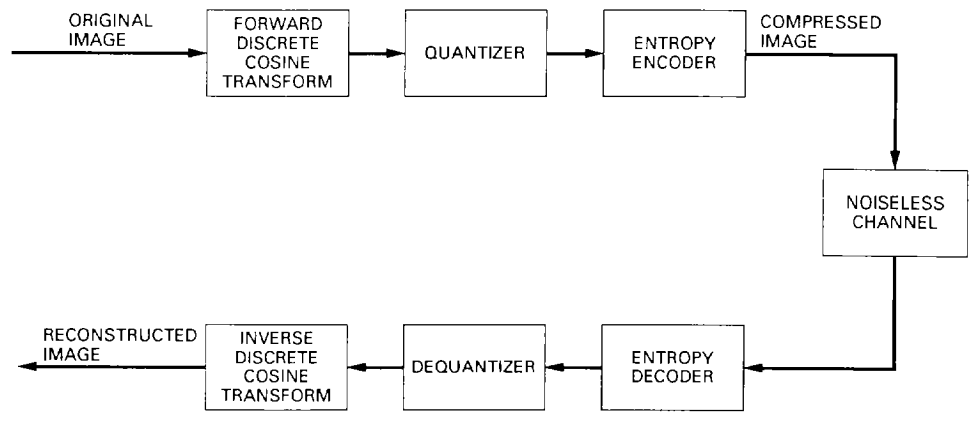 ORIGINAL
IMAGE
FORWARD
DISCRETE
COSINE
TRANSFORM
QUANTIZER
ENTROPY
ENCODER
COMPRESSED
IMAGE
NOISELESS
CHANNEL
RECONSTRUCTED
IMAGE
INVERSE
DISCRETE
COSINE
TRANSFORM
DEQUANTIZER
ENTROPY
DECODER